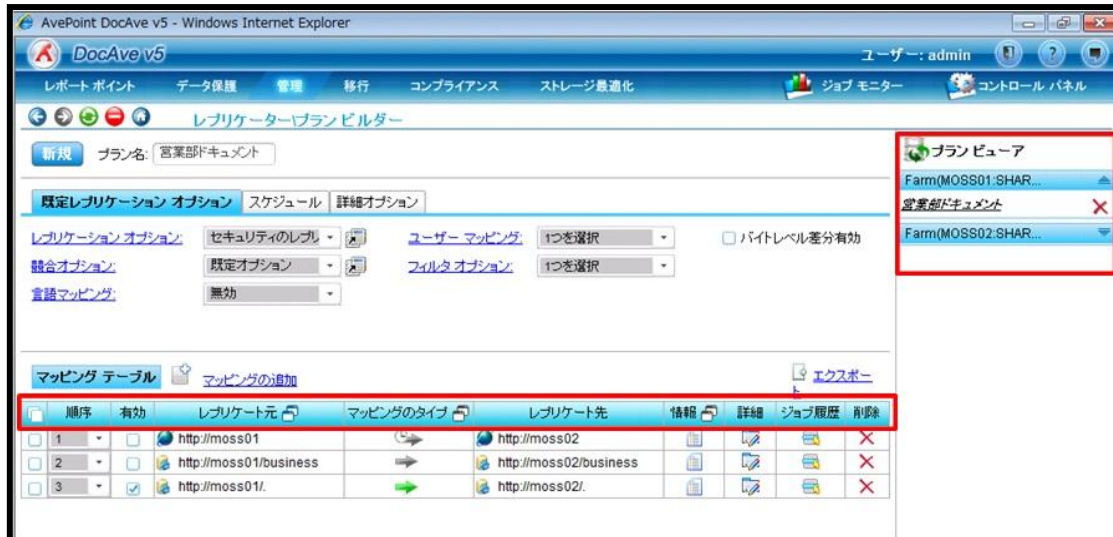 AvePoint DocAve v5 - Windows Internet Explorer
DocAve v5
ユーザー: admin
レポート ポイント データ保護 管理 移行 コンプライアンス ストレージ最適化 ジョブ モニター コントロール パネル
レプリケーター\プラン ビルダー
新規 プラン名: 営業部ドキュメント
プラン ビューア
Farm(MOSS01:SHAR...
営業部ドキュメント
Farm(MOSS02:SHAR...
既定レプリケーション オプション スケジュール 詳細オプション
レプリケーション オプション: セキュリティのレプリ ユーザー マッピング: 1つを選択 バイトレベル差分有効
競合オプション: 既定オプション フィルタ オプション: 1つを選択
言語マッピング: 無効
マッピング テーブル マッピングの追加 エクスポート
順序 有効 レプリケート元 マッピングのタイプ レプリケート先 情報 詳細 ジョブ履歴 削除
1 http://moss01 http://moss02
2 http://moss01/business http://moss02/business
3 http://moss01/. http://moss02/.